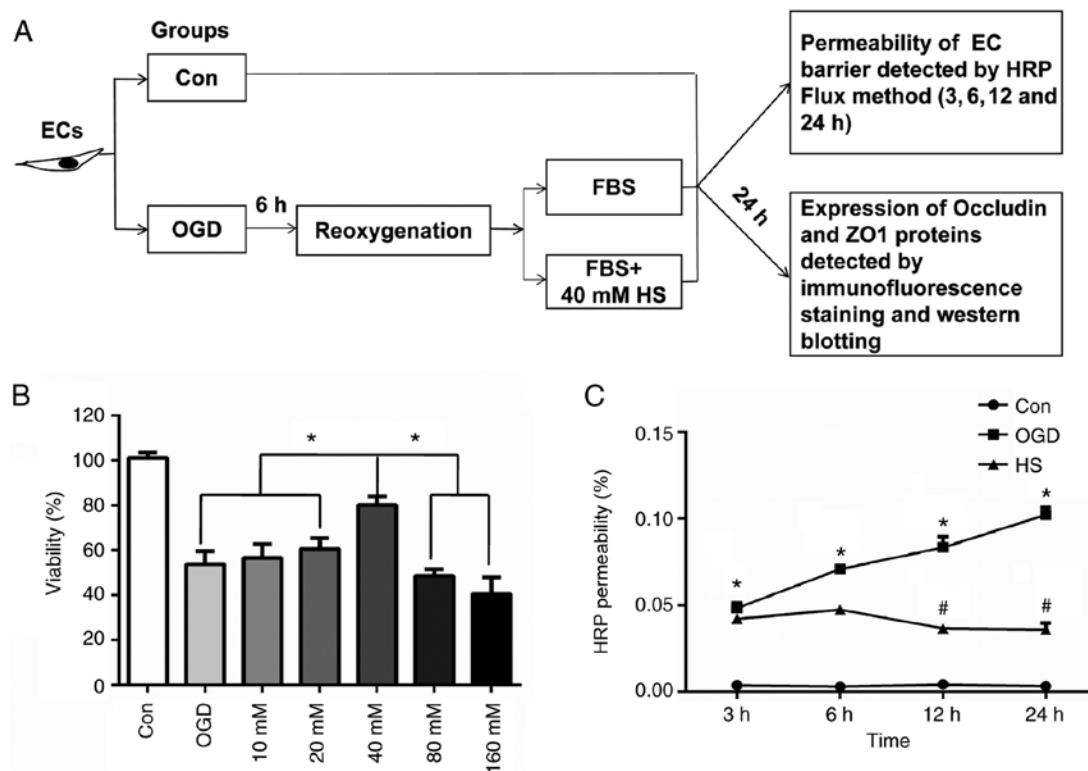 A
Groups
Con
ECs
OGD
6 h
Reoxygenation
FBS
FBS+
40 mM HS
24 h
Permeability of EC
barrier detected by HRP
Flux method (3, 6, 12 and
24 h)
Expression of Occludin
and ZO1 proteins
detected by
immunofluorescence
staining and western
blotting
B
Viability (%)
120
100
80
60
40
20
0
* *
Con
OGD
10 mM
20 mM
40 mM
80 mM
160 mM
C
Con
OGD
HS
HRP permeability (%)
0.15
0.10
0.05
0.00
* * * *
# #
3 h 6 h 12 h 24 h
Time